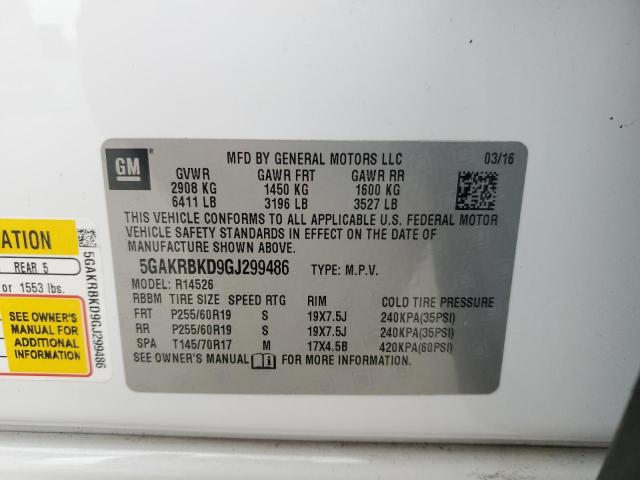 GM
MFD BY GENERAL MOTORS LLC 03/16
GVWR GAWR FRT GAWR RR
2908 KG 1450 KG 1600 KG
6411 LB 3196 LB 3527 LB
THIS VEHICLE CONFORMS TO ALL APPLICABLE U.S. FEDERAL MOTOR
VEHICLE SAFETY STANDARDS IN EFFECT ON THE DATE OF
MANUFACTURE SHOWN ABOVE.
5GAKRBKD9GJ299486 TYPE: M.P.V.
MODEL: R14526
RBBM TIRE SIZE SPEED RTG RIM COLD TIRE PRESSURE
FRT P255/60R19 S 19X7.5J 240KPA(35PSI)
RR P255/60R19 S 19X7.5J 240KPA(35PSI)
SPA T145/70R17 M 17X4.5B 420KPA(60PSI)
SEE OWNER'S MANUAL FOR MORE INFORMATION.
ATION
REAR 5
or 1553 lbs.
SEE OWNER'S
MANUAL FOR
ADDITIONAL
INFORMATION
5GAKRBKD9GJ299486